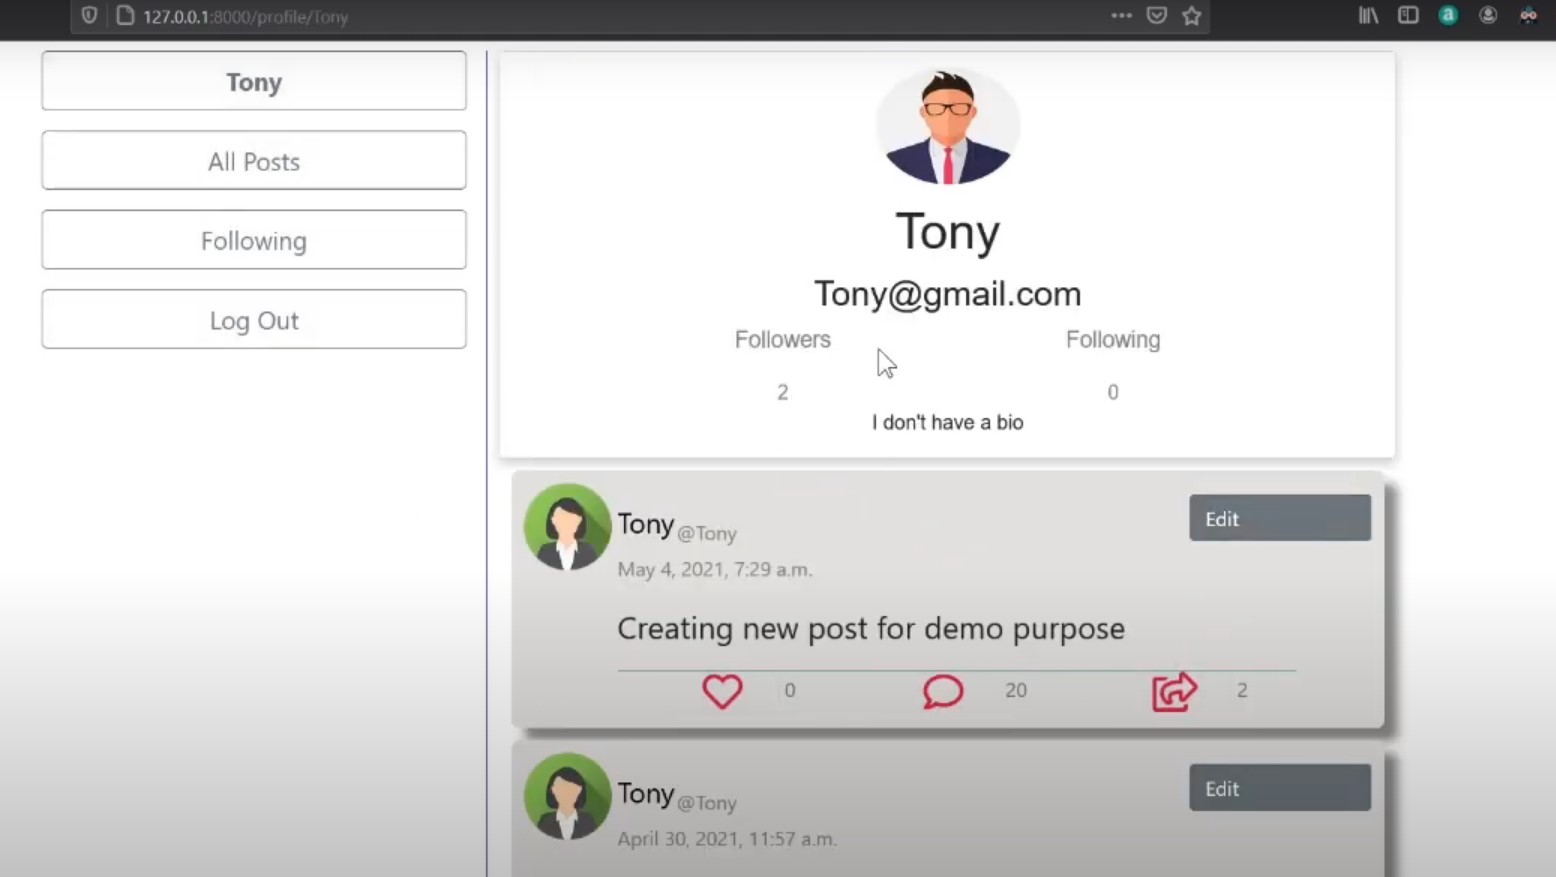 127.0.0.1:8000/profile/Tony
a
Tony
All Posts
Following
Log Out
Tony
Tony@gmail.com
Followers Following
2 0
I don't have a bio
Tony @Tony Edit
May 4, 2021, 7:29 a.m.
Creating new post for demo purpose
0 20 2
Tony @Tony Edit
April 30, 2021, 11:57 a.m.